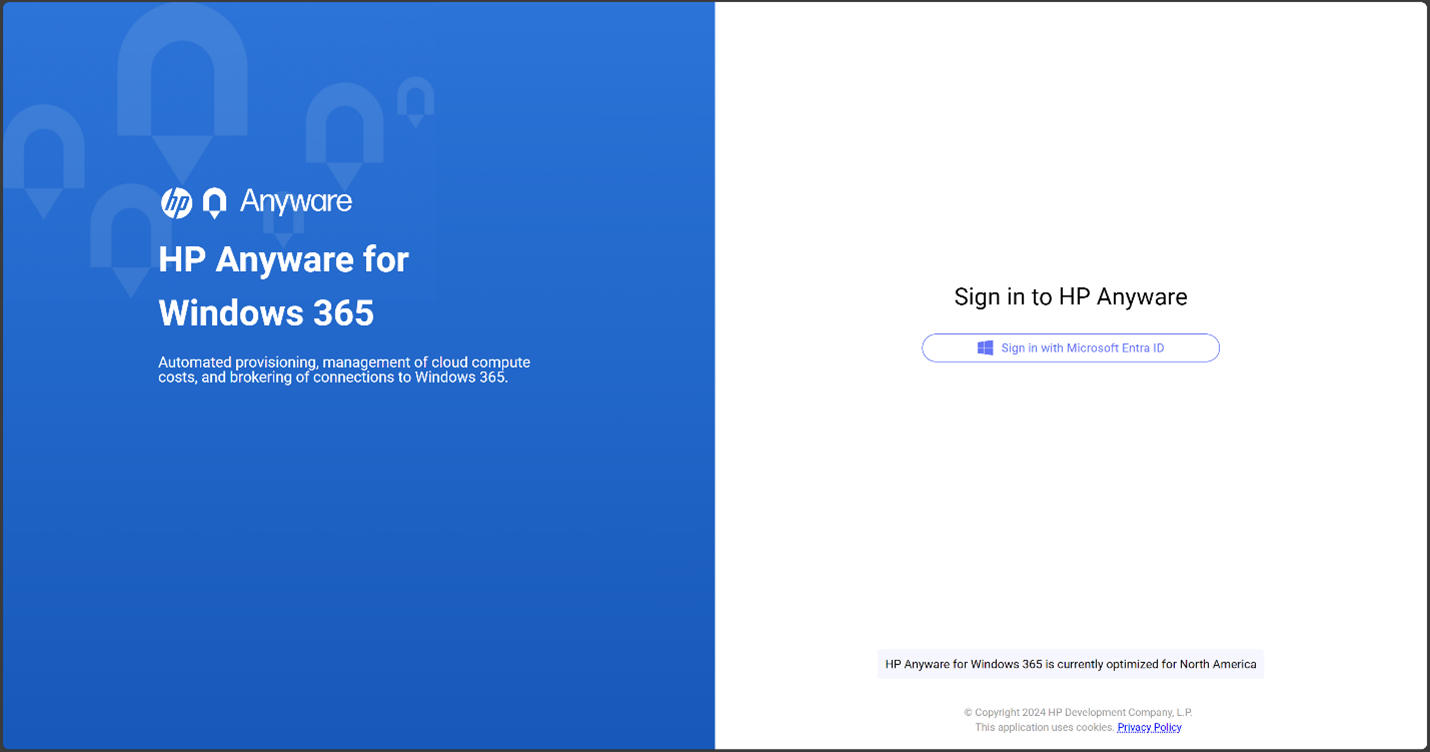 hp Anyware
HP Anyware for
Windows 365
Automated provisioning, management of cloud compute
costs, and brokering of connections to Windows 365.
Sign in to HP Anyware
Sign in with Microsoft Entra ID
HP Anyware for Windows 365 is currently optimized for North America
© Copyright 2024 HP Development Company, L.P.
This application uses cookies. Privacy Policy